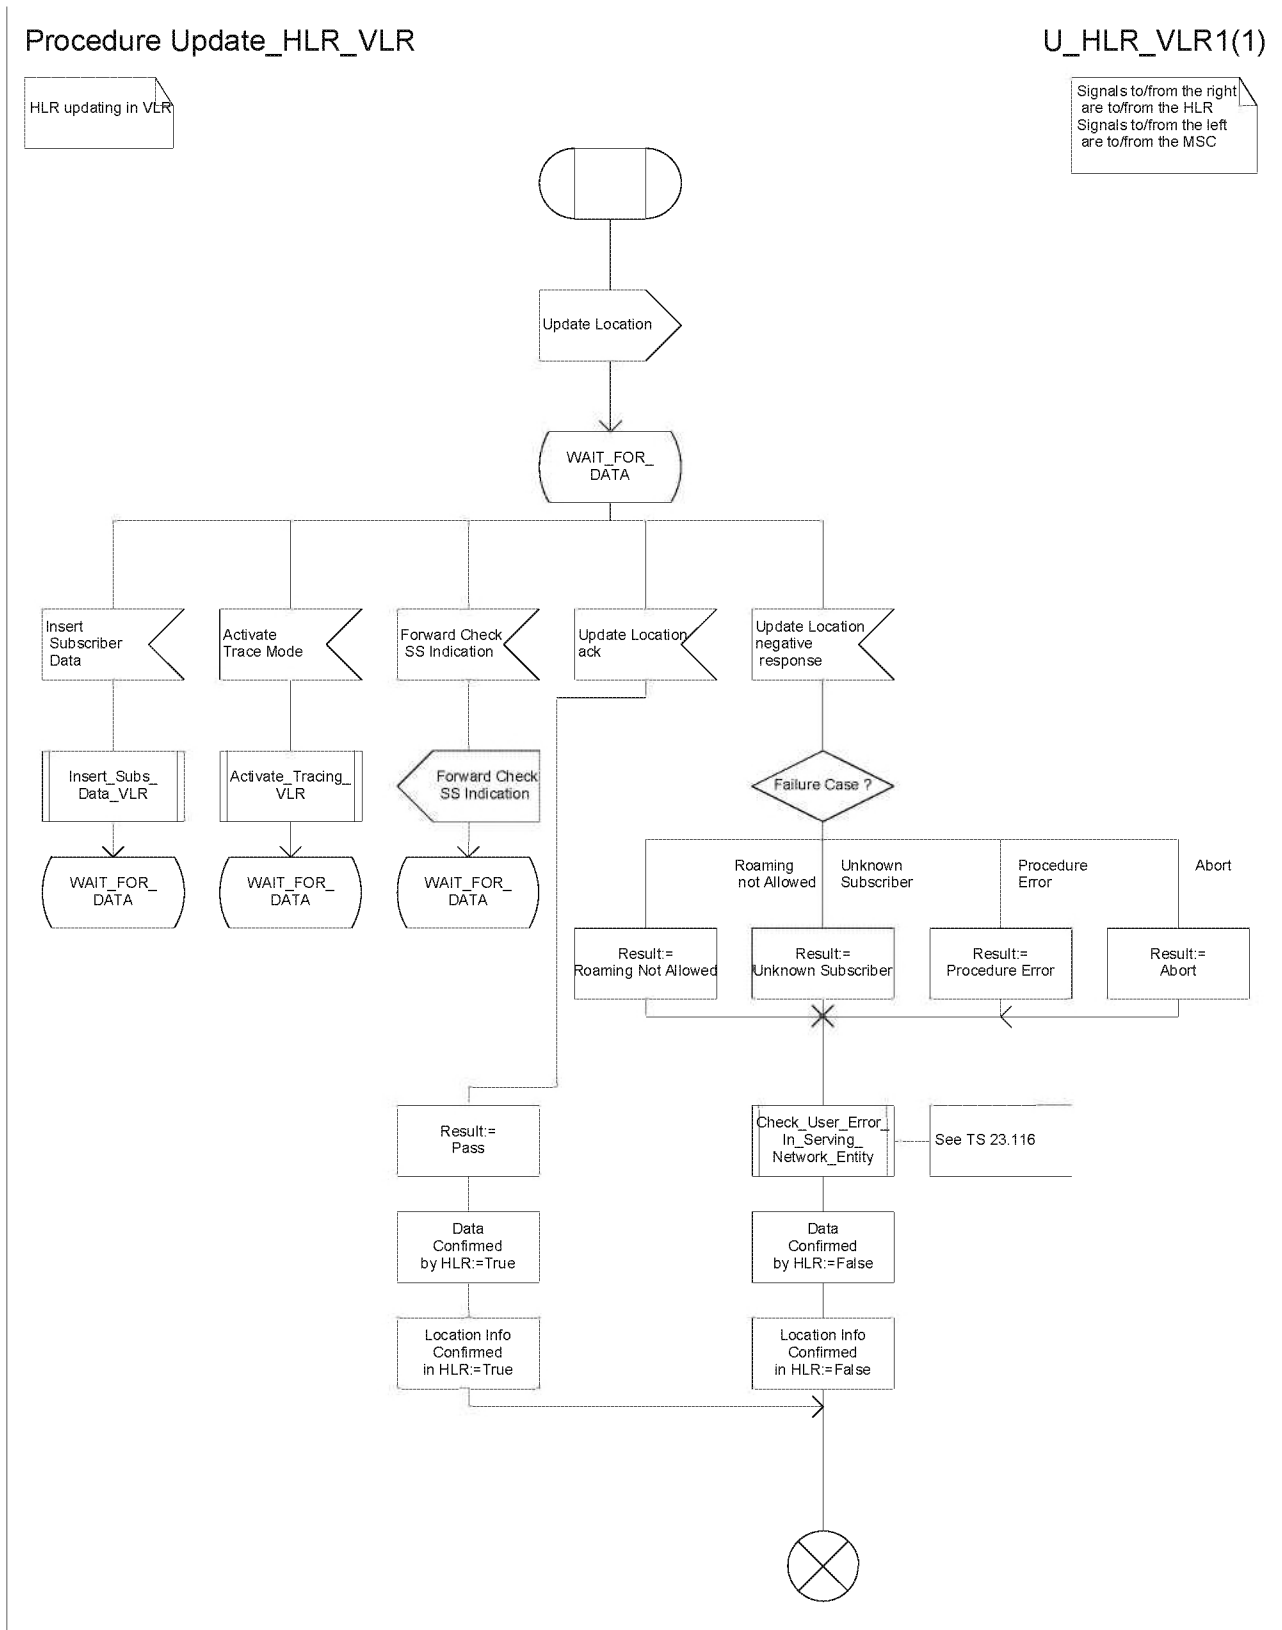 Procedure Update_HLR_VLR
U_HLR_VLR1(1)
HLR updating in VLR
Signals to/from the right
are to/from the HLR
Signals to/from the left
are to/from the MSC
Update Location
WAIT_FOR_
DATA
Insert
Subscriber
Data
Activate
Trace Mode
Forward Check
SS Indication
Update Location
ack
Update Location
negative
response
Insert_Subs_
Data_VLR
Activate_Tracing_
VLR
Forward Check
SS Indication
Failure Case ?
WAIT_FOR_
DATA
WAIT_FOR_
DATA
WAIT_FOR_
DATA
Roaming
not Allowed
Unknown
Subscriber
Procedure
Error
Abort
Result:=
Roaming Not Allowed
Result:=
Unknown Subscriber
Result:=
Procedure Error
Result:=
Abort
Result:=
Pass
Check_User_Error_
In_Serving_
Network_Entity
See TS 23.116
Data
Confirmed
by HLR:=True
Data
Confirmed
by HLR:=False
Location Info
Confirmed
in HLR:=True
Location Info
Confirmed
in HLR:=False